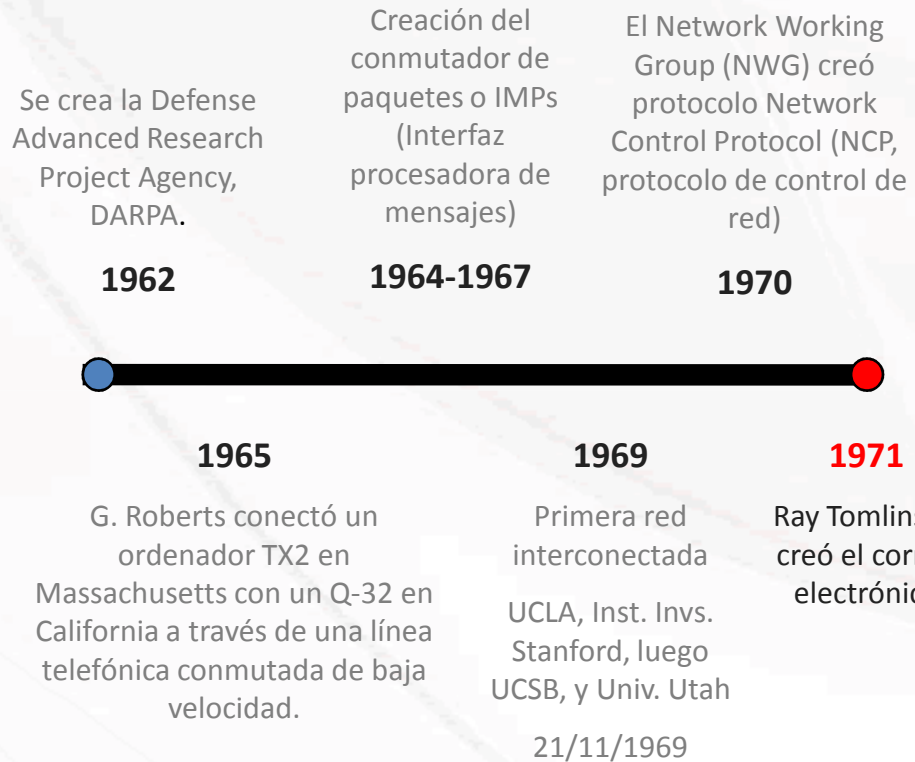 Se crea la Defense
Advanced Research
Project Agency,
DARPA.
1962
Creación del
conmutador de
paquetes o IMPs
(Interfaz
procesadora de
mensajes)
1964-1967
El Network Working
Group (NWG) creó
protocolo Network
Control Protocol (NCP,
protocolo de control de
red)
1970
1965
G. Roberts conectó un
ordenador TX2 en
Massachusetts con un Q-32 en
California a través de una línea
telefónica conmutada de baja
velocidad.
1969
Primera red
interconectada
UCLA, Inst. Invs.
Stanford, luego
UCSB, y Univ. Utah
21/11/1969
1971
Ray
creó el